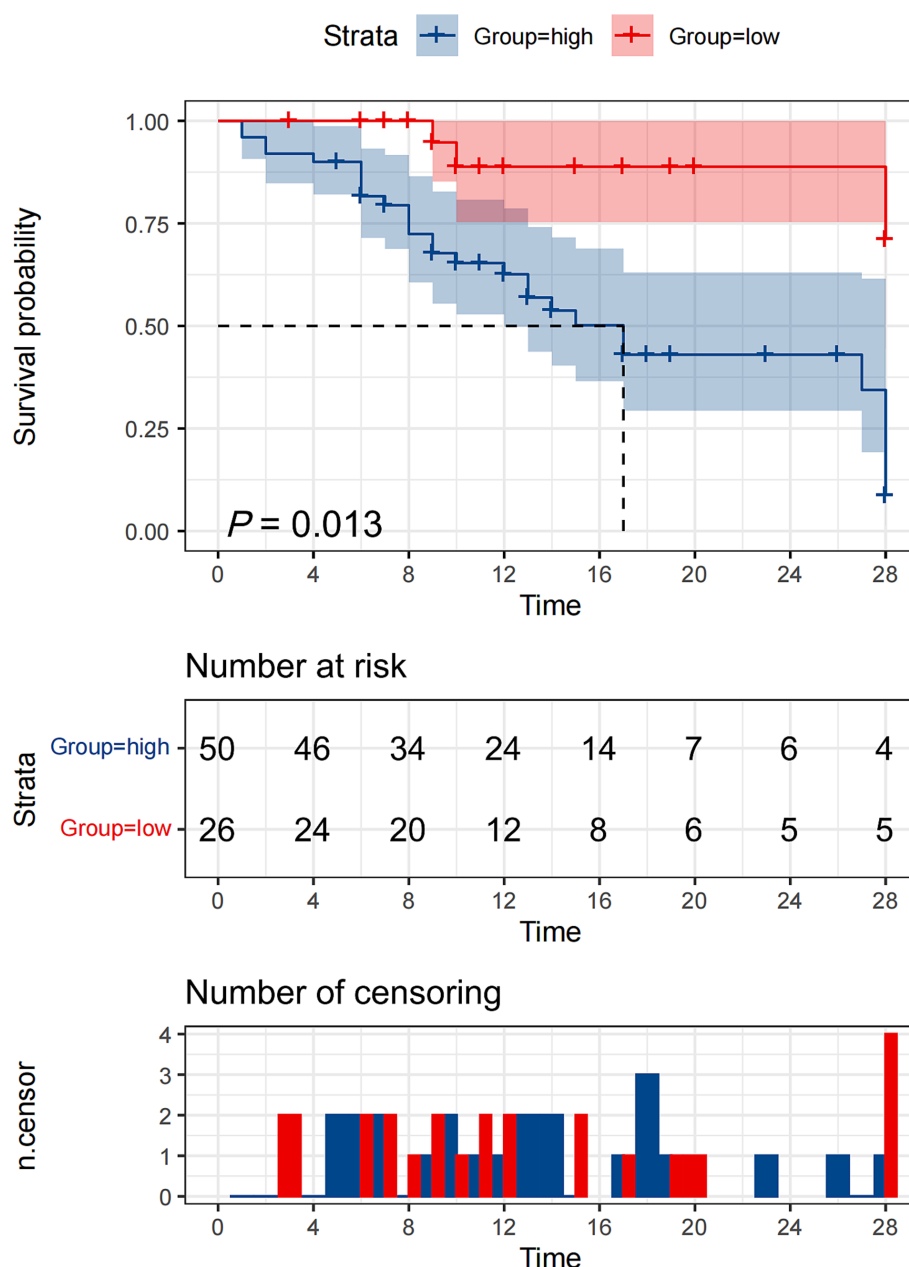 Strata Group=high Group=low
Survival probability
1.00
0.75
0.50
0.25
0.00
P = 0.013
0 4 8 12 16 20 24 28
Time
Number at risk
Strata
Group=high 50 46 34 24 14 7 6 4
Group=low 26 24 20 12 8 6 5 5
0 4 8 12 16 20 24 28
Time
Number of censoring
n.censor
4
3
2
1
0
0 4 8 12 16 20 24 28
Time